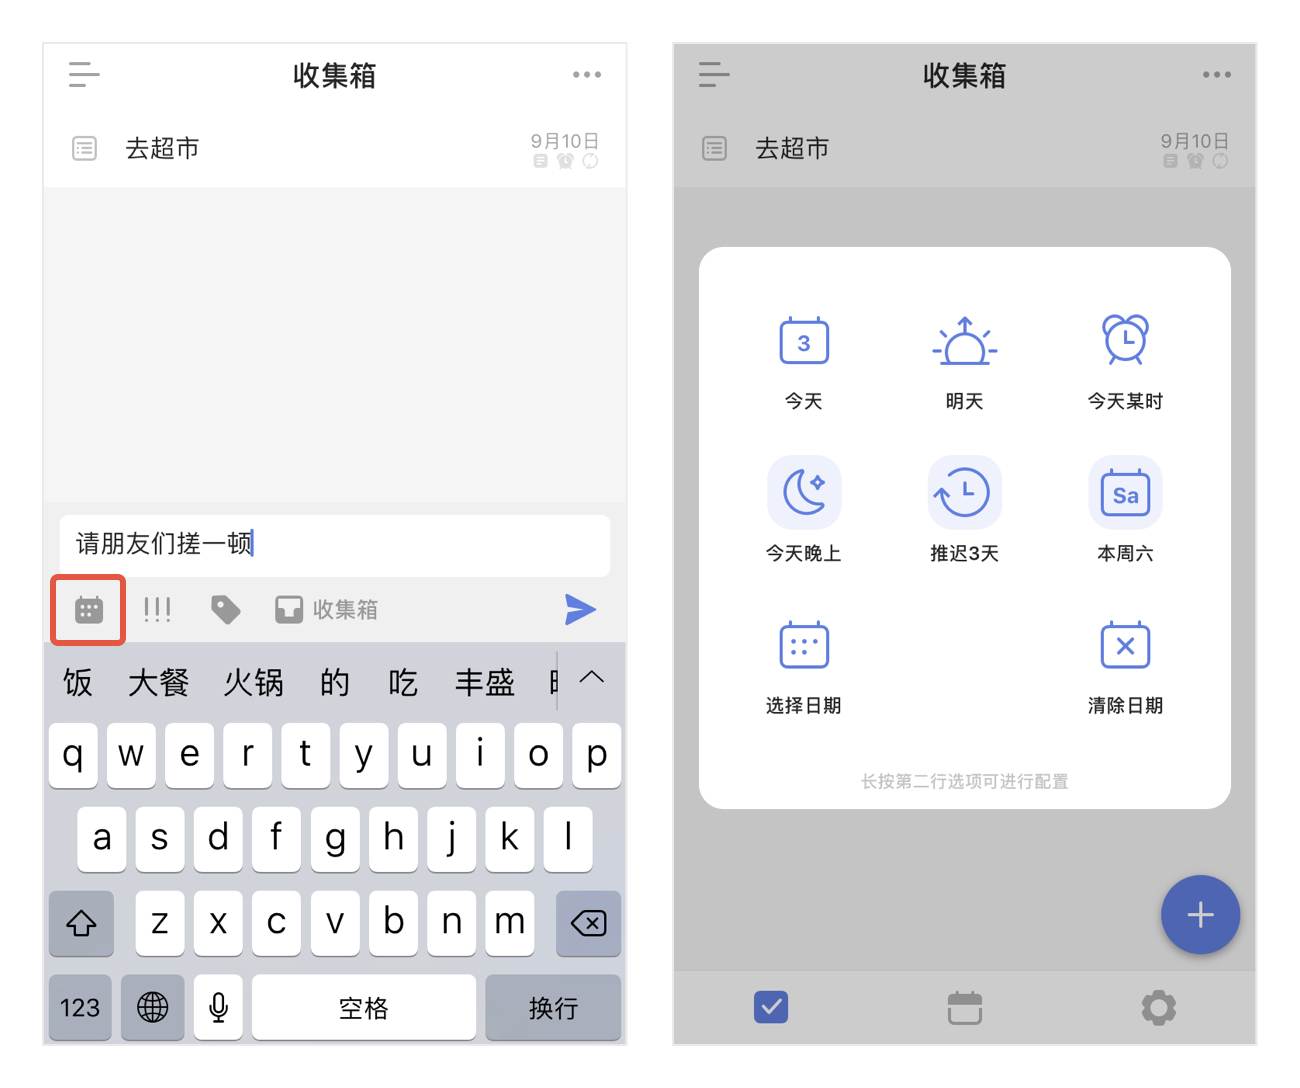 收集箱
去超市
9月10日
请朋友们搓一顿
收集箱
饭 大餐 火锅 的 吃 丰盛
q w e r t y u i o p
a s d f g h j k l
z x c v b n m
123 空格 换行
收集箱
去超市
9月10日
3
今天 明天 今天某时
Sa
今天晚上 推迟3天 本周六
选择日期 清除日期
长按第二行选项可进行配置